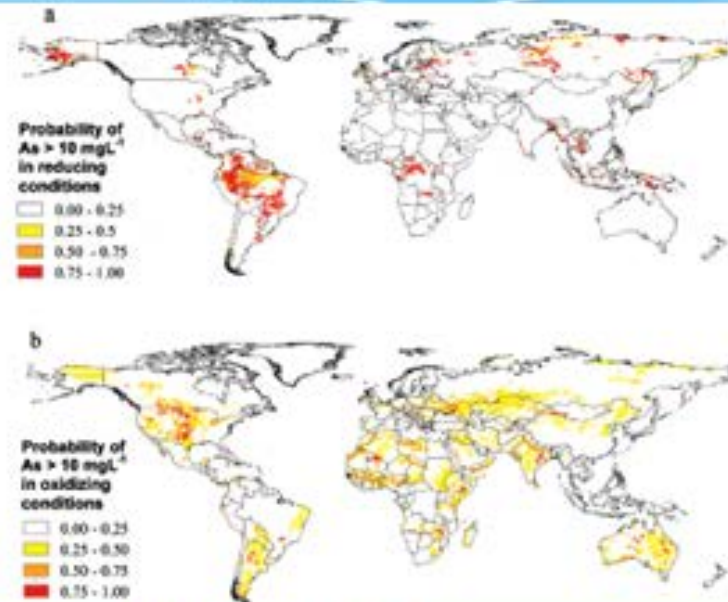 a
Probability of
As > 10 mgL⁻¹
in reducing
conditions
0.00 - 0.25
0.25 - 0.5
0.50 - 0.75
0.75 - 1.00
b
Probability of
As > 10 mgL⁻¹
in oxidizing
conditions
0.00 - 0.25
0.25 - 0.50
0.50 - 0.75
0.75 - 1.00